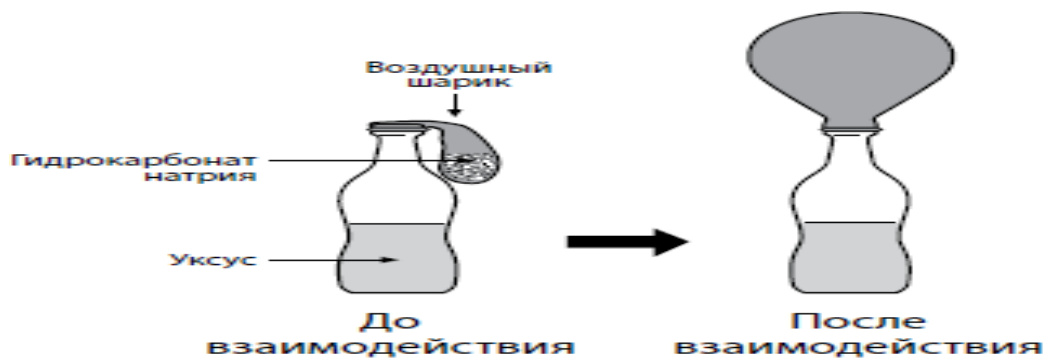 Воздушный
шарик
Гидрокарбонат
натрия
Уксус
До
взаимодействия
После
взаимодействия